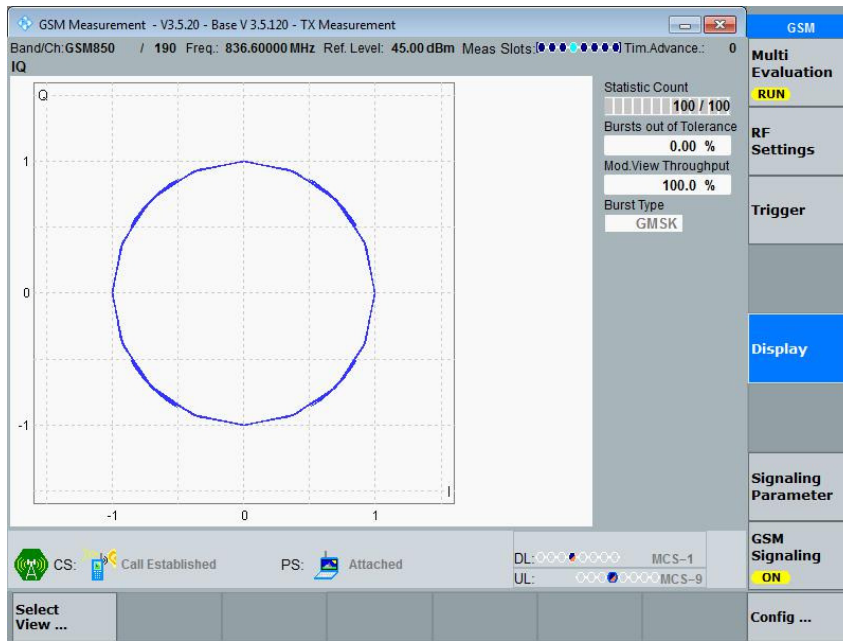 GSM Measurement - V3.5.20 - Base V 3.5.120 - TX Measurement
GSM
Band/Ch: GSM850 / 190 Freq.: 836.60000 MHz Ref. Level: 45.00 dBm Meas Slots: Tim.Advance.: 0
IQ
Multi
Evaluation
RUN
Q
Statistic Count
100 / 100
Bursts out of Tolerance
0.00 %
Mod.View Throughput
100.0 %
Burst Type
GMSK
RF
Settings
Trigger
1
0
-1
I
-1 0 1
Display
Signaling
Parameter
GSM
Signaling
ON
CS: Call Established PS: Attached
DL: MCS-1
UL: MCS-9
Select
View ...
Config ...